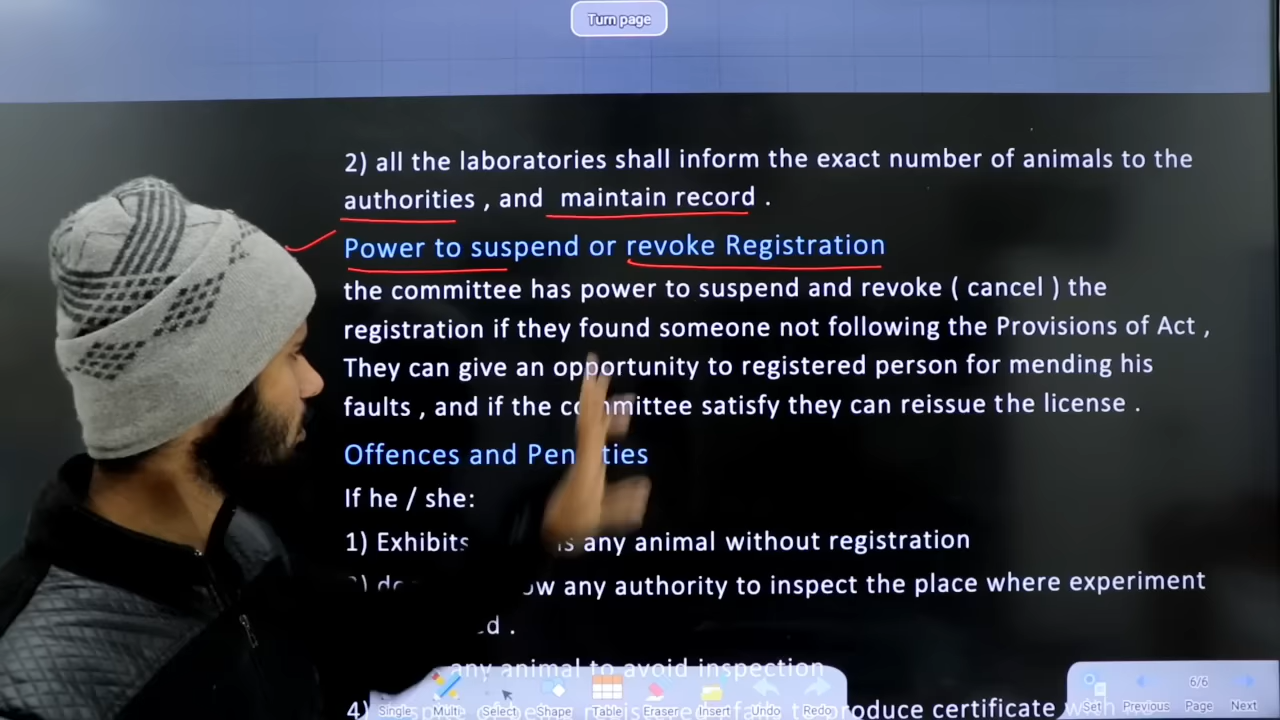 Turn page
2) all the laboratories shall inform the exact number of animals to the
authorities , and maintain record .
Power to suspend or revoke Registration
the committee has power to suspend and revoke ( cancel ) the
registration if they found someone not following the Provisions of Act ,
They can give an opportunity to registered person for mending his
faults , and if the committee satisfy they can reissue the license .
Offences and Penalties
If he / she:
1) Exhibits any animal without registration
any authority to inspect the place where experiment
any animal to avoid inspection
4) produce certificate
Single Multi Select Shape Table Eraser Insert Undo Redo
6/6
Set Previous Page Next